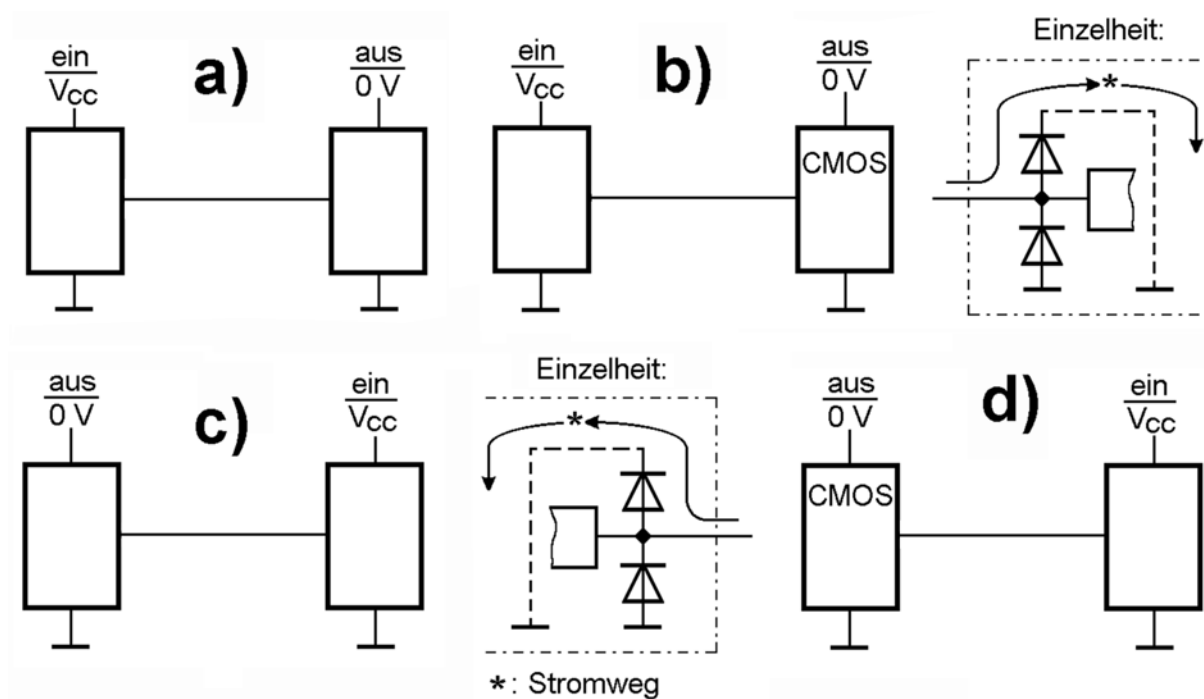 a)
ein
VCC
aus
0 V
b)
ein
VCC
aus
0 V
CMOS
Einzelheit:
*
c)
aus
0 V
ein
VCC
Einzelheit:
*
*: Stromweg
d)
aus
0 V
CMOS
ein
VCC